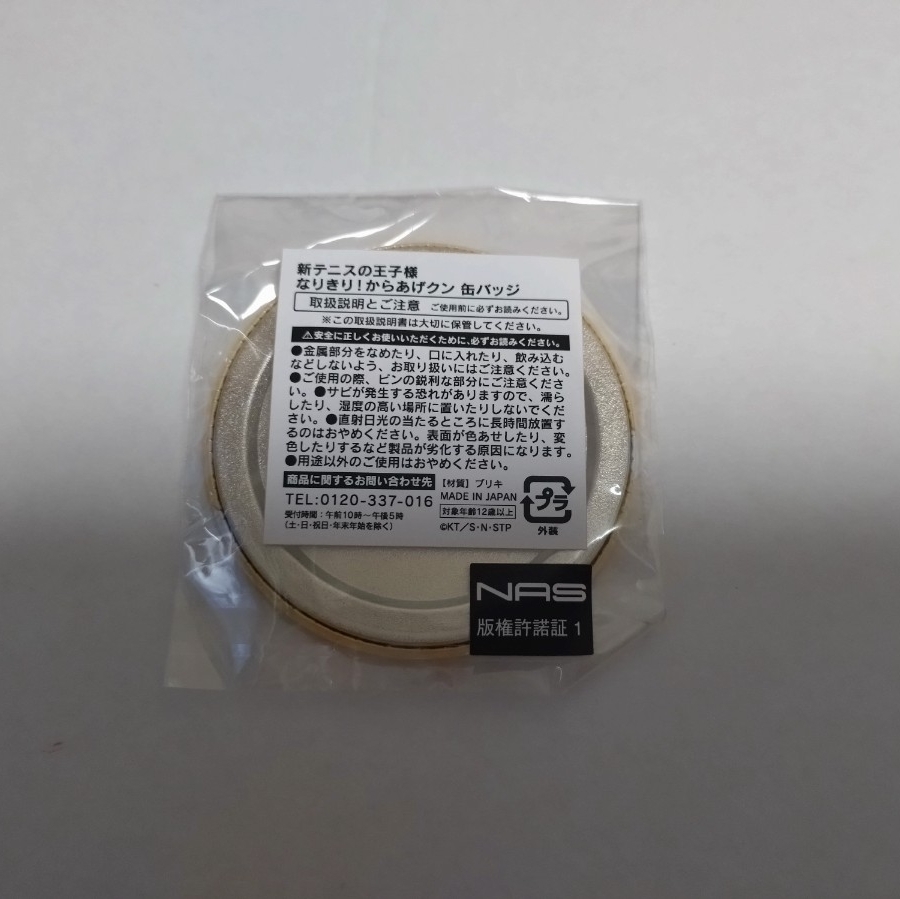 新テニスの王子様
なりきり！からあげクン 缶バッジ
取扱説明とご注意 ご使用前に必ずお読みください。
※この取扱説明書は大切に保管してください。
⚠安全に正しくお使いいただくために、必ずお読みください。
●金属部分をなめたり、口に入れたり、飲み込む
などしないよう、お取り扱いにはご注意ください。
●ご使用の際、ピンの鋭利な部分にご注意くださ
い。●サビが発生する恐れがありますので、濡ら
したり、湿度の高い場所に置いたりしないでくだ
さい。●直射日光の当たるところに長時間放置す
るのはおやめください。表面が色あせしたり、変
色したりするなど製品が劣化する原因になります。
●用途以外のご使用はおやめください。
商品に関するお問い合わせ先
TEL:0120-337-016
受付時間：午前10時～午後5時
（土・日・祝日・年末年始を除く）
【材質】ブリキ
MADE IN JAPAN
対象年齢12歳以上
©KT／S・N・STP
プラ
外装
NAS
版権許諾証 1